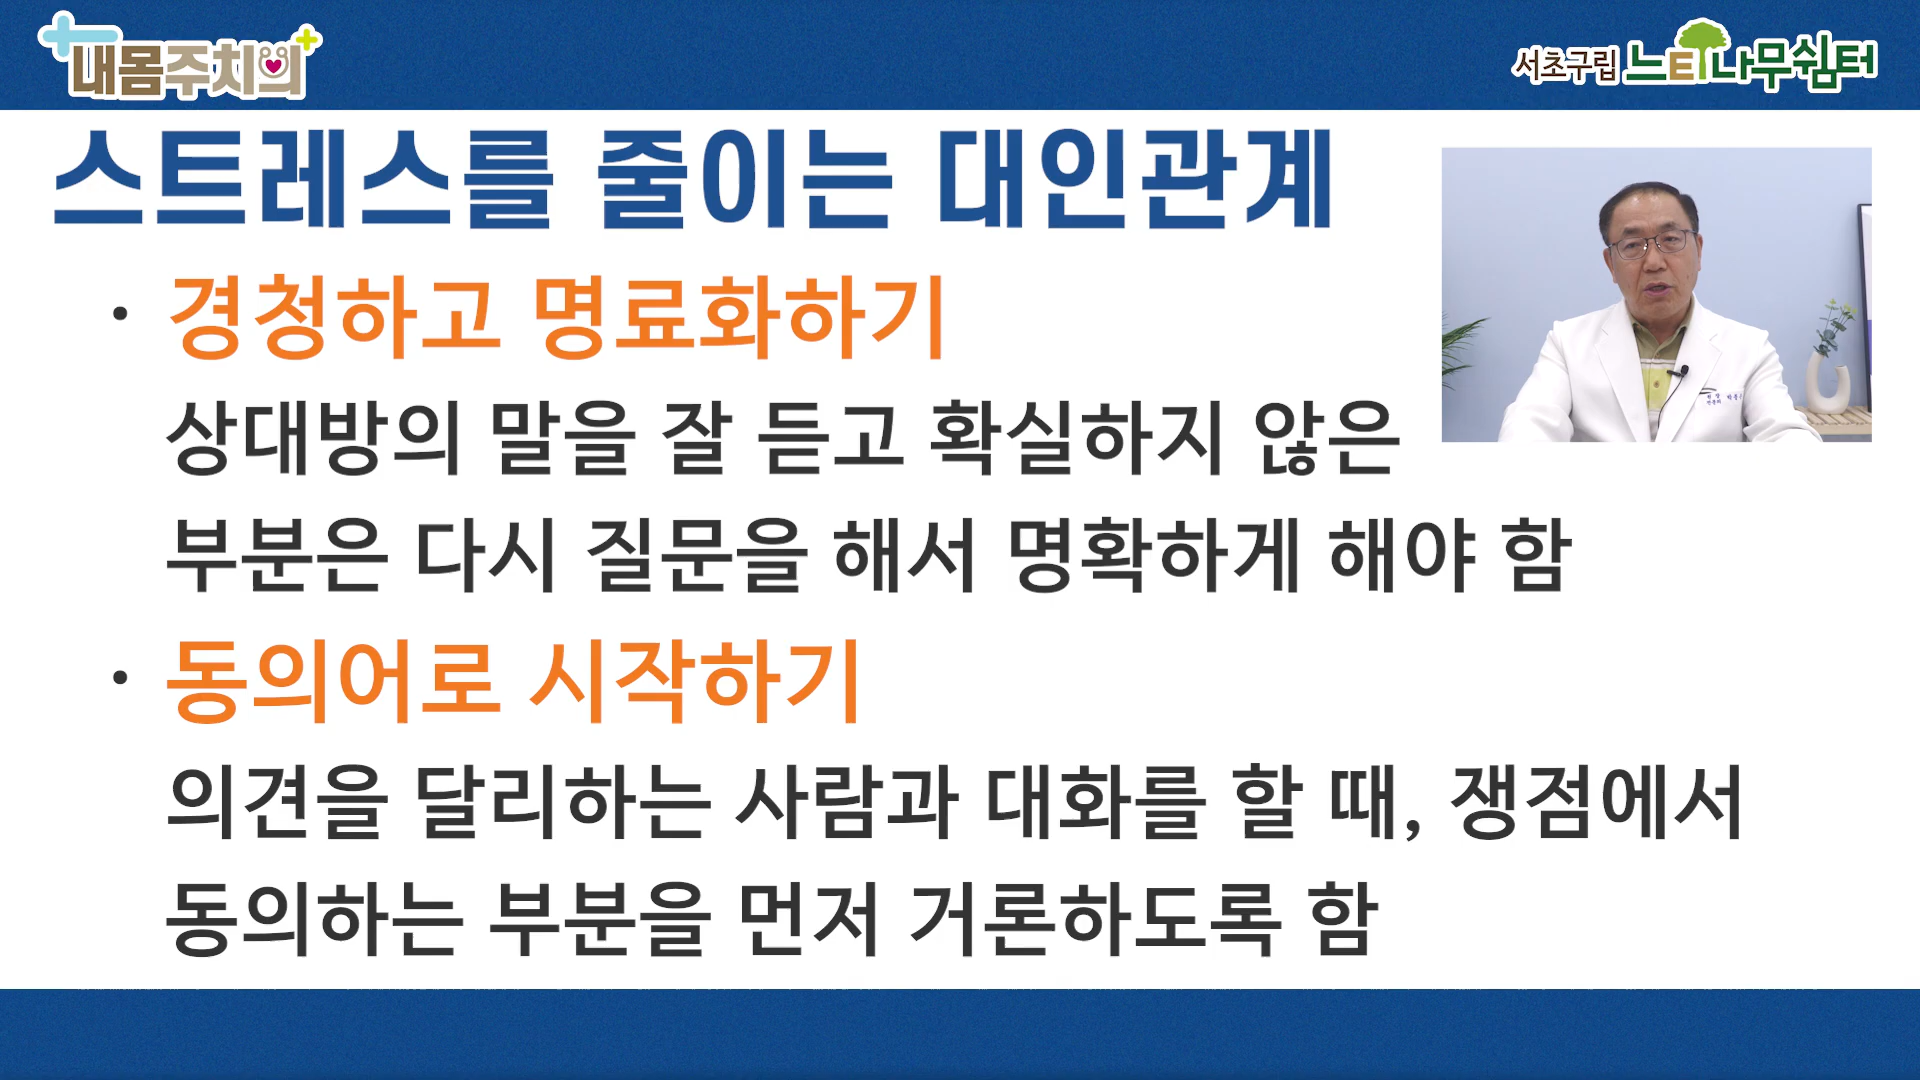 내몸주치의
서초구립 느티나무쉼터
스트레스를 줄이는 대인관계
· 경청하고 명료화하기
상대방의 말을 잘 듣고 확실하지 않은
부분은 다시 질문을 해서 명확하게 해야 함
· 동의어로 시작하기
의견을 달리하는 사람과 대화를 할 때, 쟁점에서
동의하는 부분을 먼저 거론하도록 함